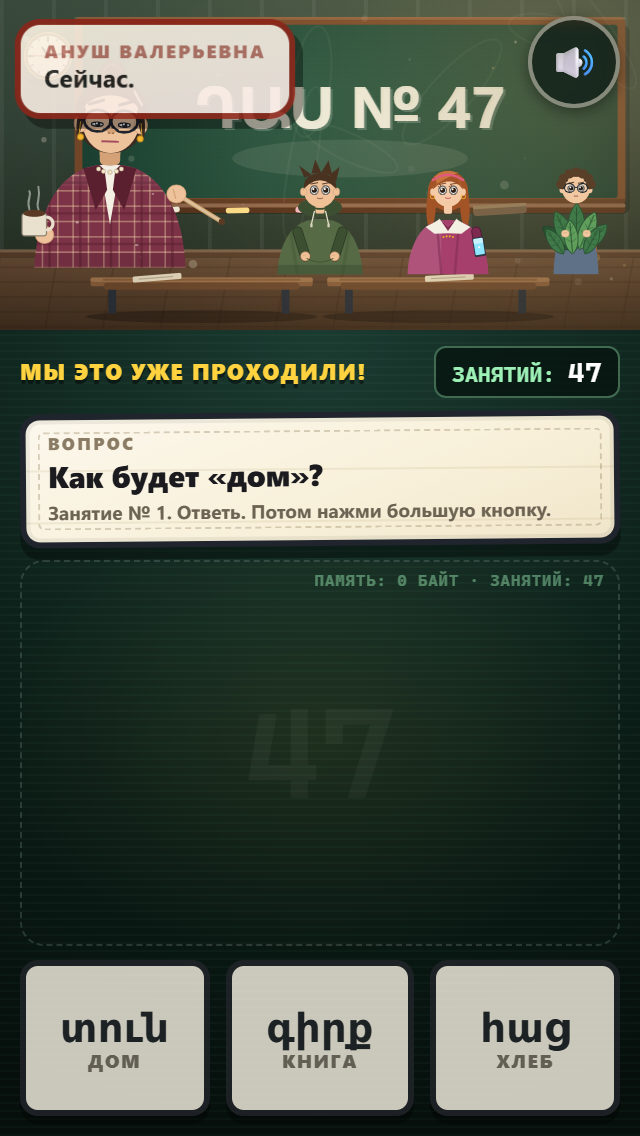 АНУШ ВАЛЕРЬЕВНА
Сейчас.
ԴԱՍ № 47
МЫ ЭТО УЖЕ ПРОХОДИЛИ!
ЗАНЯТИЙ: 47
ВОПРОС
Как будет «дом»?
Занятие № 1. Ответь. Потом нажми большую кнопку.
ПАМЯТЬ: 0 БАЙТ · ЗАНЯТИЙ: 47
47
տուն
ДОМ
գիրք
КНИГА
հաց
ХЛЕБ